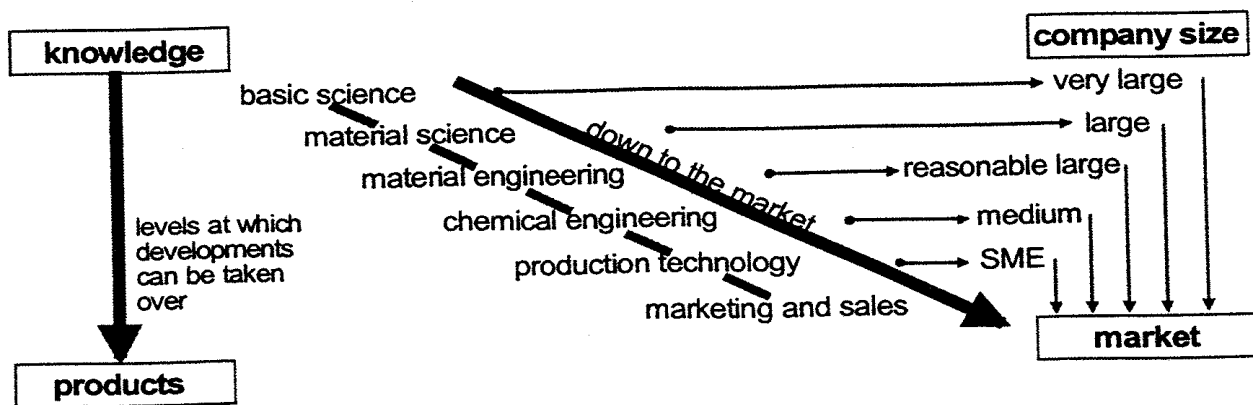 knowledge
company size
very large
basic science
large
material science
down to the market
reasonable large
material engineering
medium
chemical engineering
levels at which
developments
can be taken
over
SME
production technology
marketing and sales
market
products